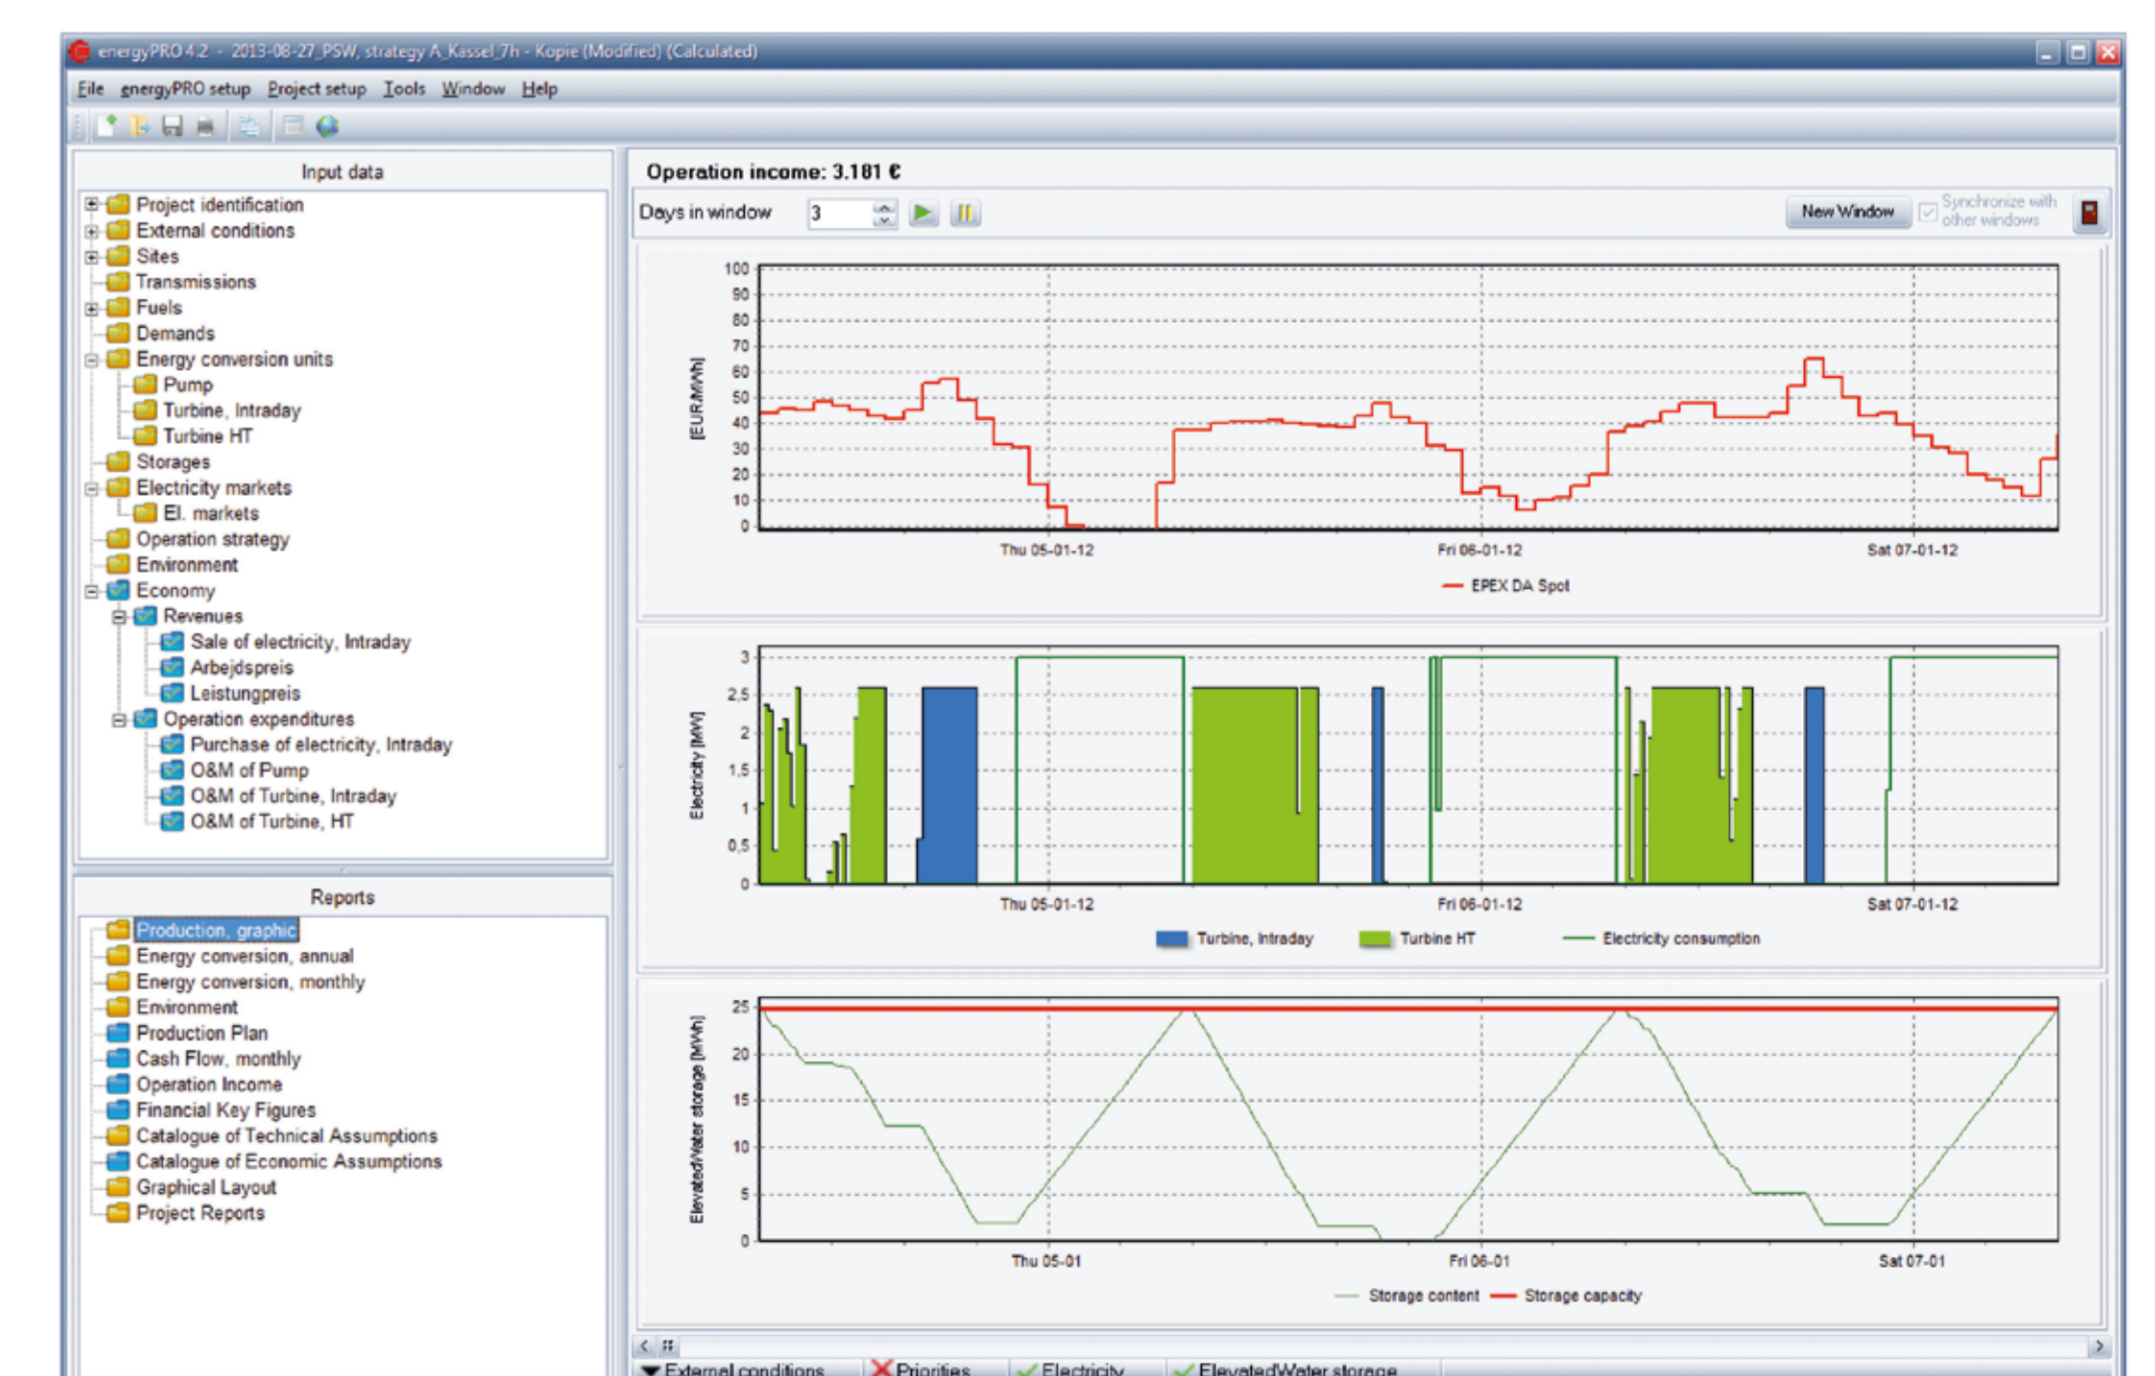 energyPRO 4.2 - 2013-08-27_PSW, strategy A_Kassel_7h - Kopie (Modified) (Calculated)
File energyPRO setup Project setup Tools Window Help
Input data
Project identification
External conditions
Sites
Transmissions
Fuels
Demands
Energy conversion units
Pump
Turbine, Intraday
Turbine HT
Storages
Electricity markets
El. markets
Operation strategy
Environment
Economy
Revenues
Sale of electricity, Intraday
Arbejdspreis
Leistungpreis
Operation expenditures
Purchase of electricity, Intraday
O&M of Pump
O&M of Turbine, Intraday
O&M of Turbine, HT
Reports
Production, graphic
Energy conversion, annual
Energy conversion, monthly
Environment
Production Plan
Cash Flow, monthly
Operation Income
Financial Key Figures
Catalogue of Technical Assumptions
Catalogue of Economic Assumptions
Graphical Layout
Project Reports
Operation income: 3.181 €
Days in window 3 New Window Synchronize with
other windows
[EUR/MWh]
100
90
80
70
60
50
40
30
20
10
0
Thu 05-01-12 Fri 06-01-12 Sat 07-01-12
EPEX DA Spot
Electricity [MW]
3
2,5
2
1,5
1
0,5
0
Thu 05-01-12 Fri 06-01-12 Sat 07-01-12
Turbine, Intraday Turbine HT Electricity consumption
ElevatedWater storage [MWh]
25
20
15
10
5
0
Thu 05-01 Fri 06-01 Sat 07-01
Storage content Storage capacity
External conditions Priorities Electricity ElevatedWater storage